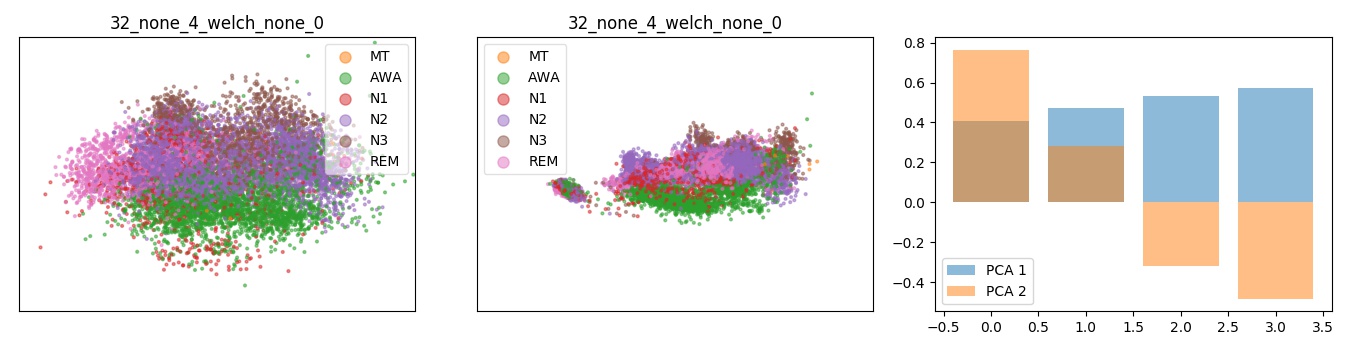 32_none_4_welch_none_0
MT
AWA
N1
N2
N3
REM
32_none_4_welch_none_0
MT
AWA
N1
N2
N3
REM
0.8
0.6
0.4
0.2
0.0
−0.2
−0.4
PCA 1
PCA 2
−0.5 0.0 0.5 1.0 1.5 2.0 2.5 3.0 3.5